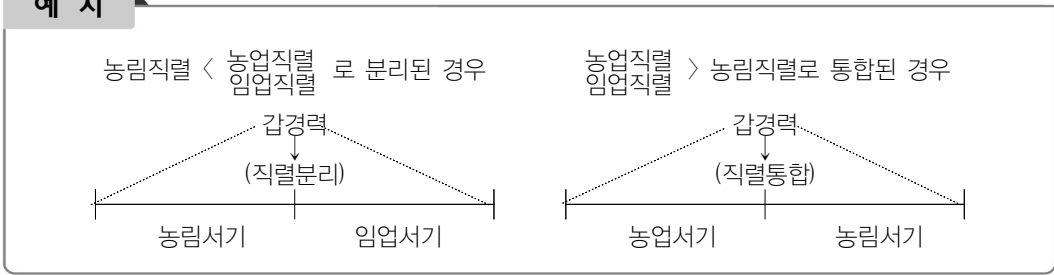 예 시
농림직렬 〈 농업직렬 임업직렬 로 분리된 경우
갑경력
(직렬분리)
농림서기 임업서기
농업직렬 임업직렬 〉 농림직렬로 통합된 경우
갑경력
(직렬통합)
농업서기 농림서기